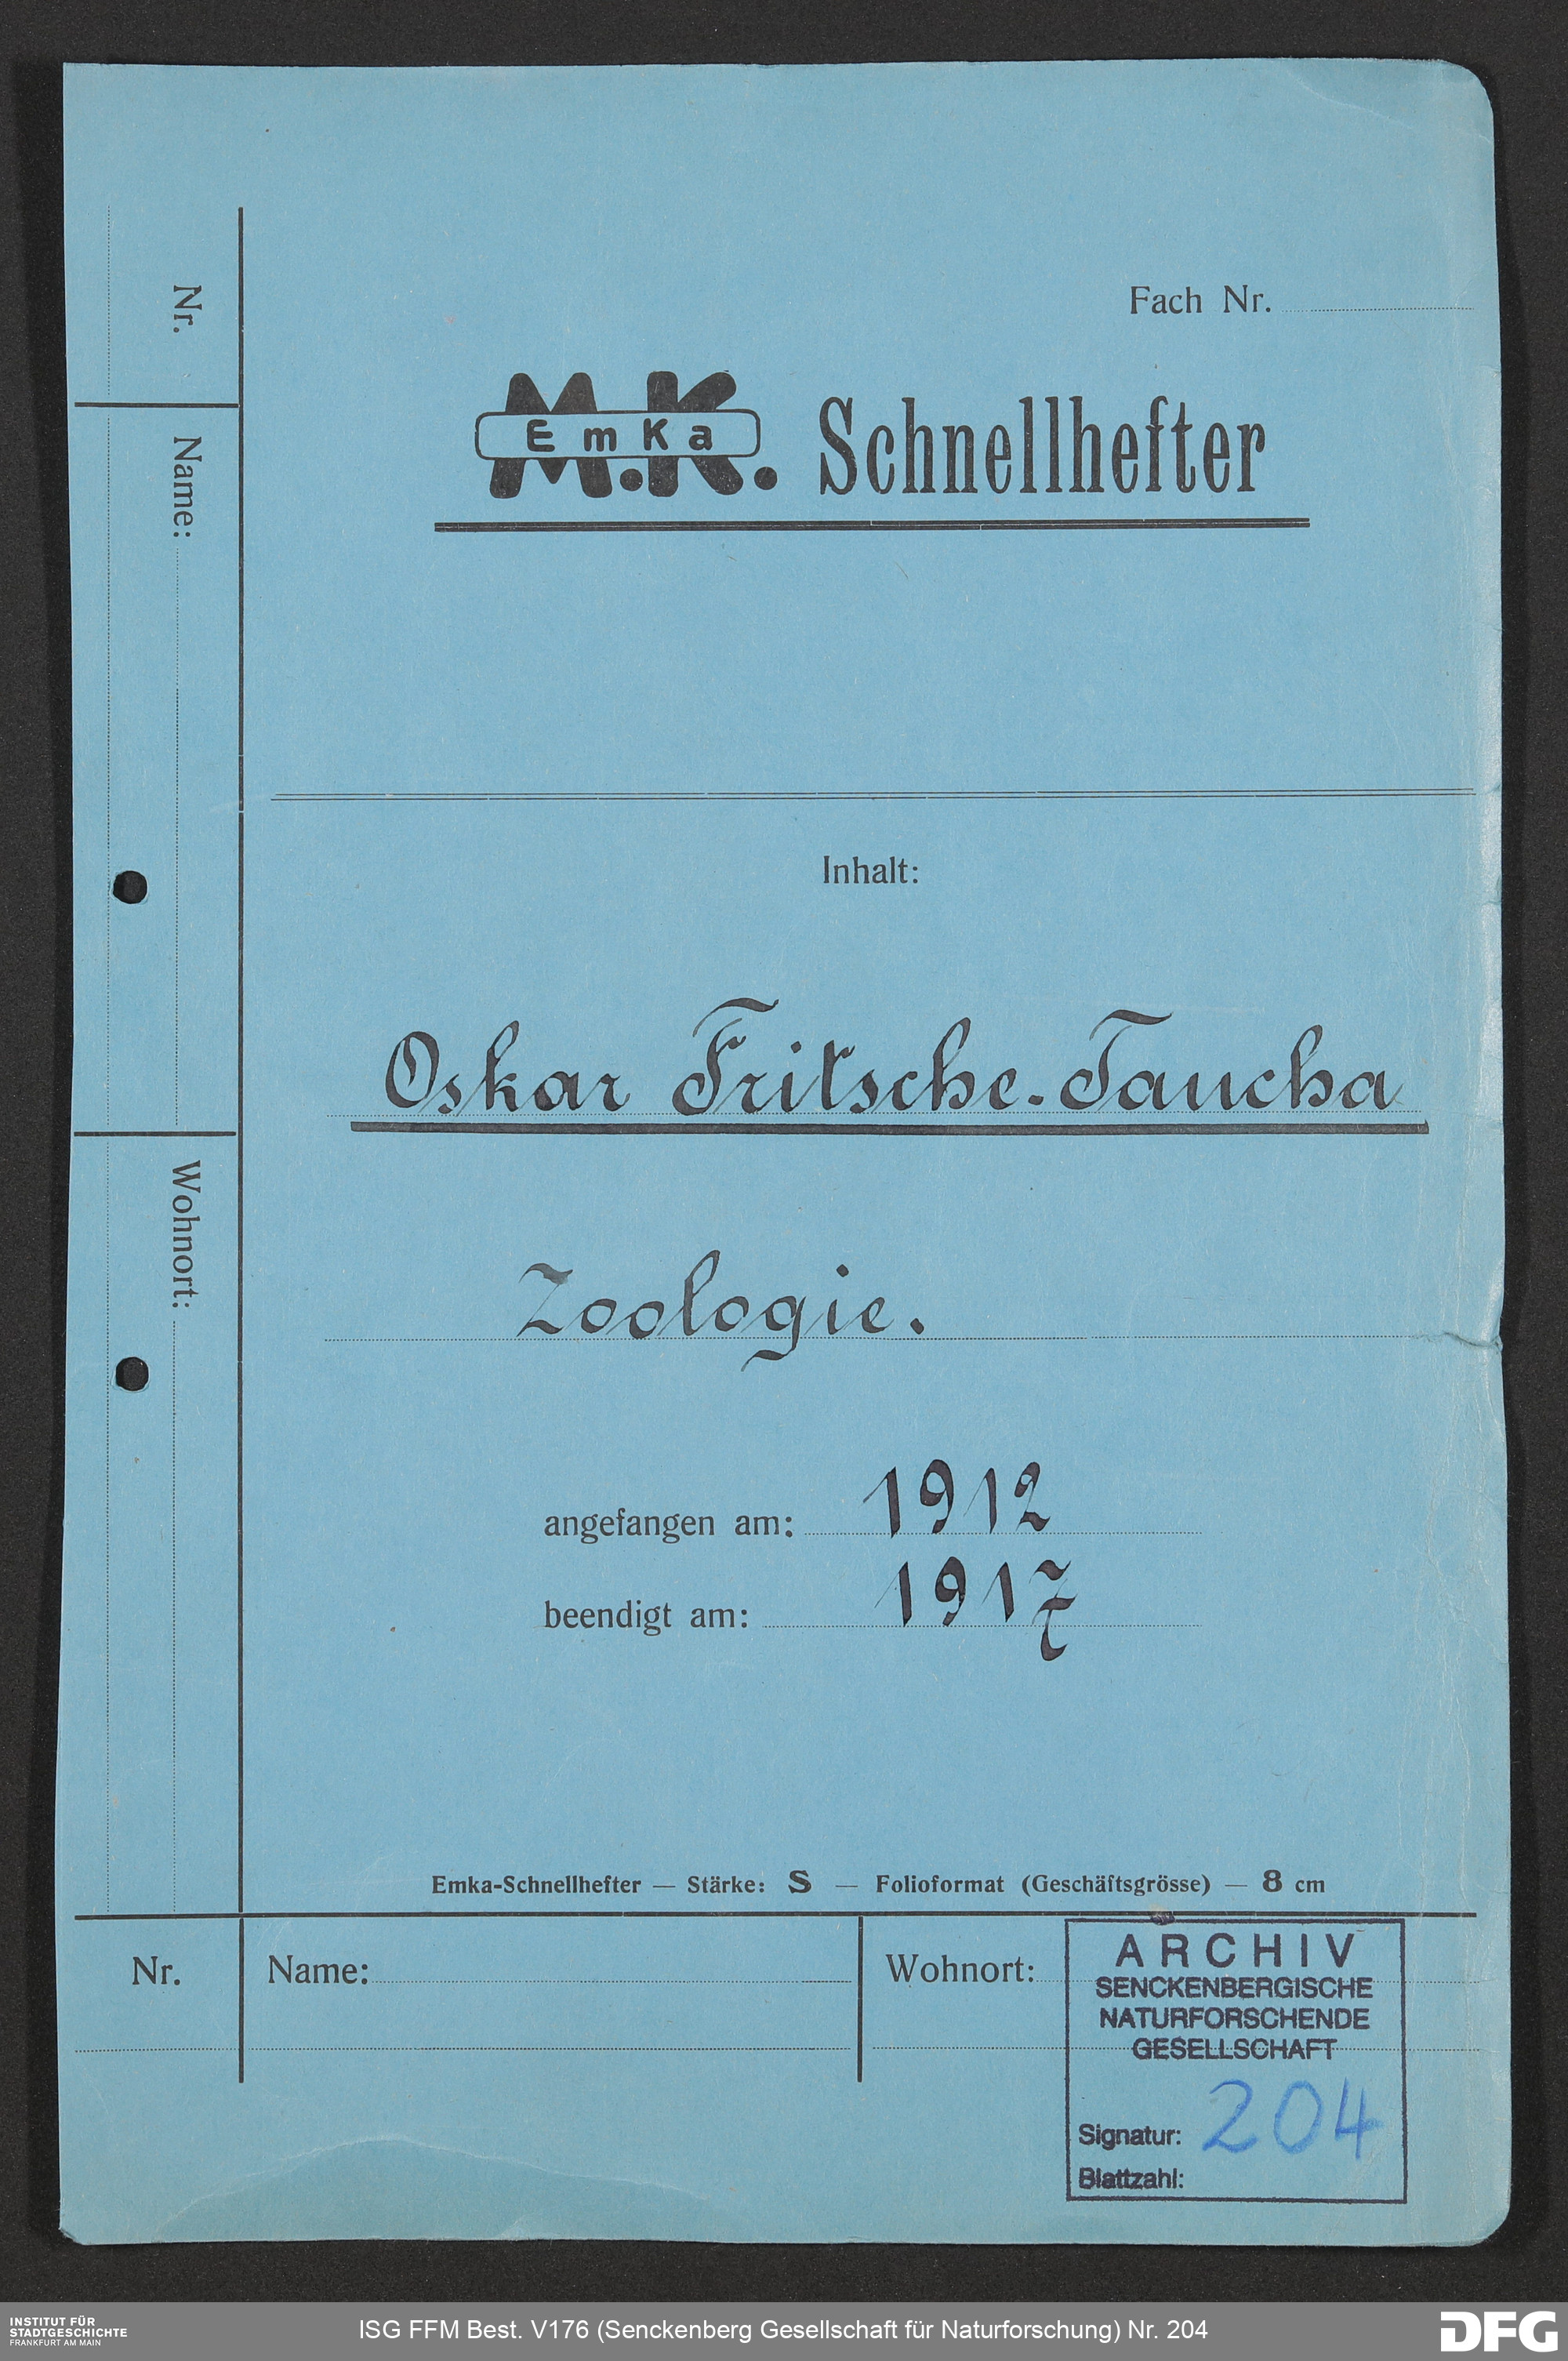 Fach Nr.
M.K.
EmKa
Schnellhefter
Inhalt:
Oskar Fritsche-Taucha
Zoologie.
angefangen am: 1912
beendigt am: 1917
Emka-Schnellhefter — Stärke: S — Folioformat (Geschäftsgrösse) — 8 cm
Nr.
Name:
Wohnort:
Nr.
Name:
Wohnort:
ARCHIV
SENCKENBERGISCHE
NATURFORSCHENDE
GESELLSCHAFT
Signatur: 204
Blattzahl:
INSTITUT FÜR
STADTGESCHICHTE
FRANKFURT AM MAIN
ISG FFM Best. V176 (Senckenberg Gesellschaft für Naturforschung) Nr. 204
DFG